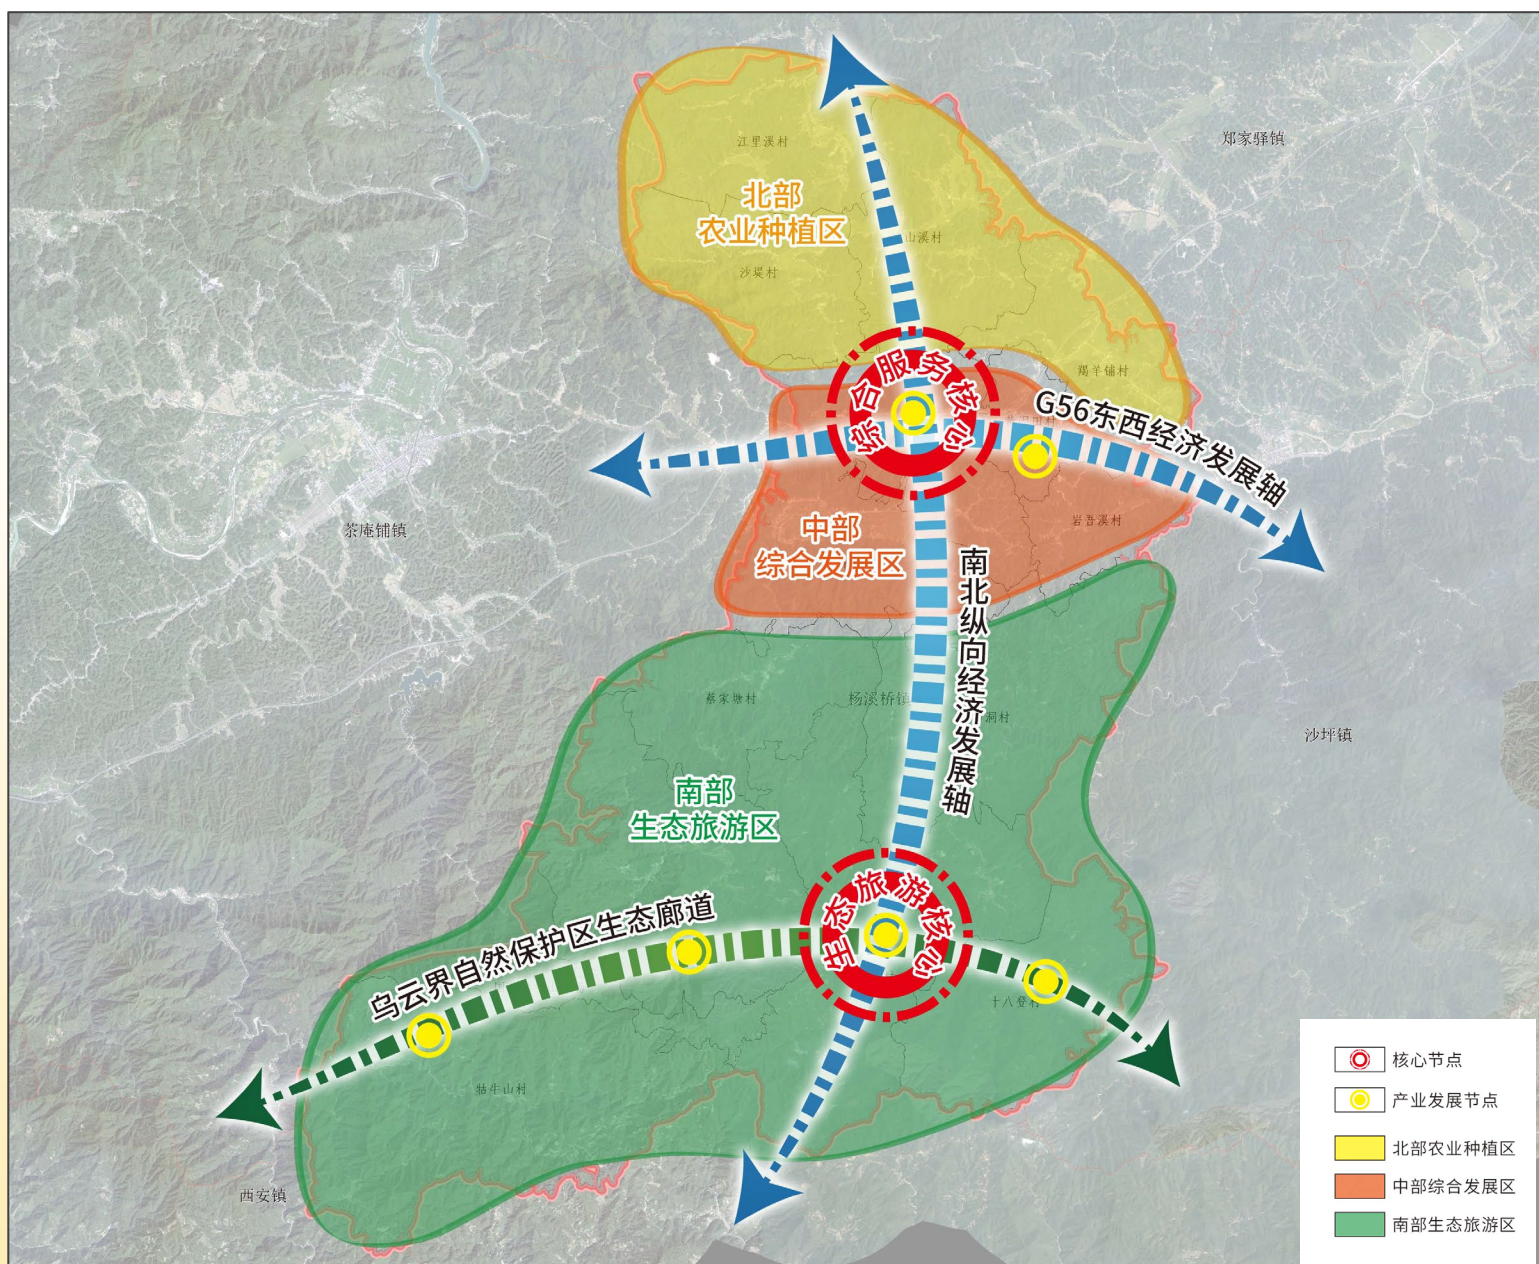 郑家驿镇
江里溪村
北部
农业种植区
山溪村
沙堤村
羯羊铺村
综合服务核心
G56东西经济发展轴
茶庵铺镇
中部
综合发展区
岩吾溪村
南北纵向经济发展轴
蔡家塘村
杨溪桥镇
洞村
沙坪镇
南部
生态旅游区
生态旅游核心
乌云界自然保护区生态廊道
十八登村
牯牛山村
西安镇
核心节点
产业发展节点
北部农业种植区
中部综合发展区
南部生态旅游区